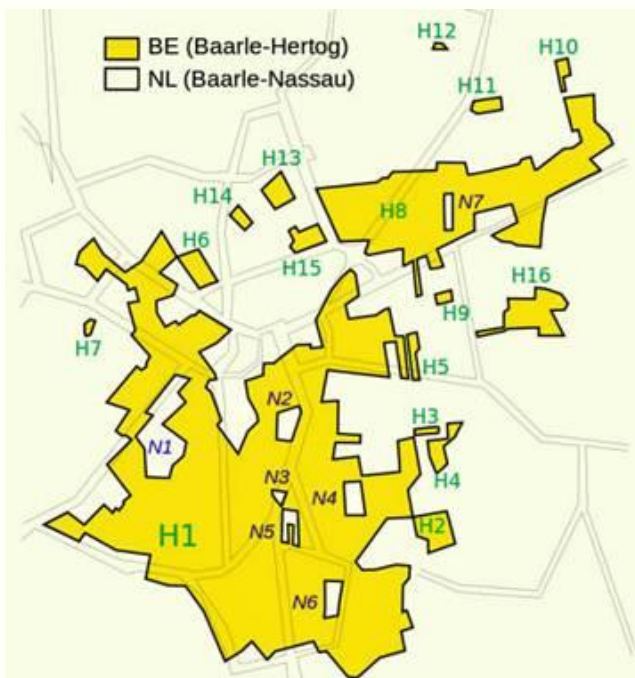 BE (Baarle-Hertog)
NL (Baarle-Nassau)
H12
H10
H11
H13
H14
H8
N7
H6
H15
H16
H9
H7
H5
N2
H3
N1
H4
N3
N4
H1
N5
H2
N6